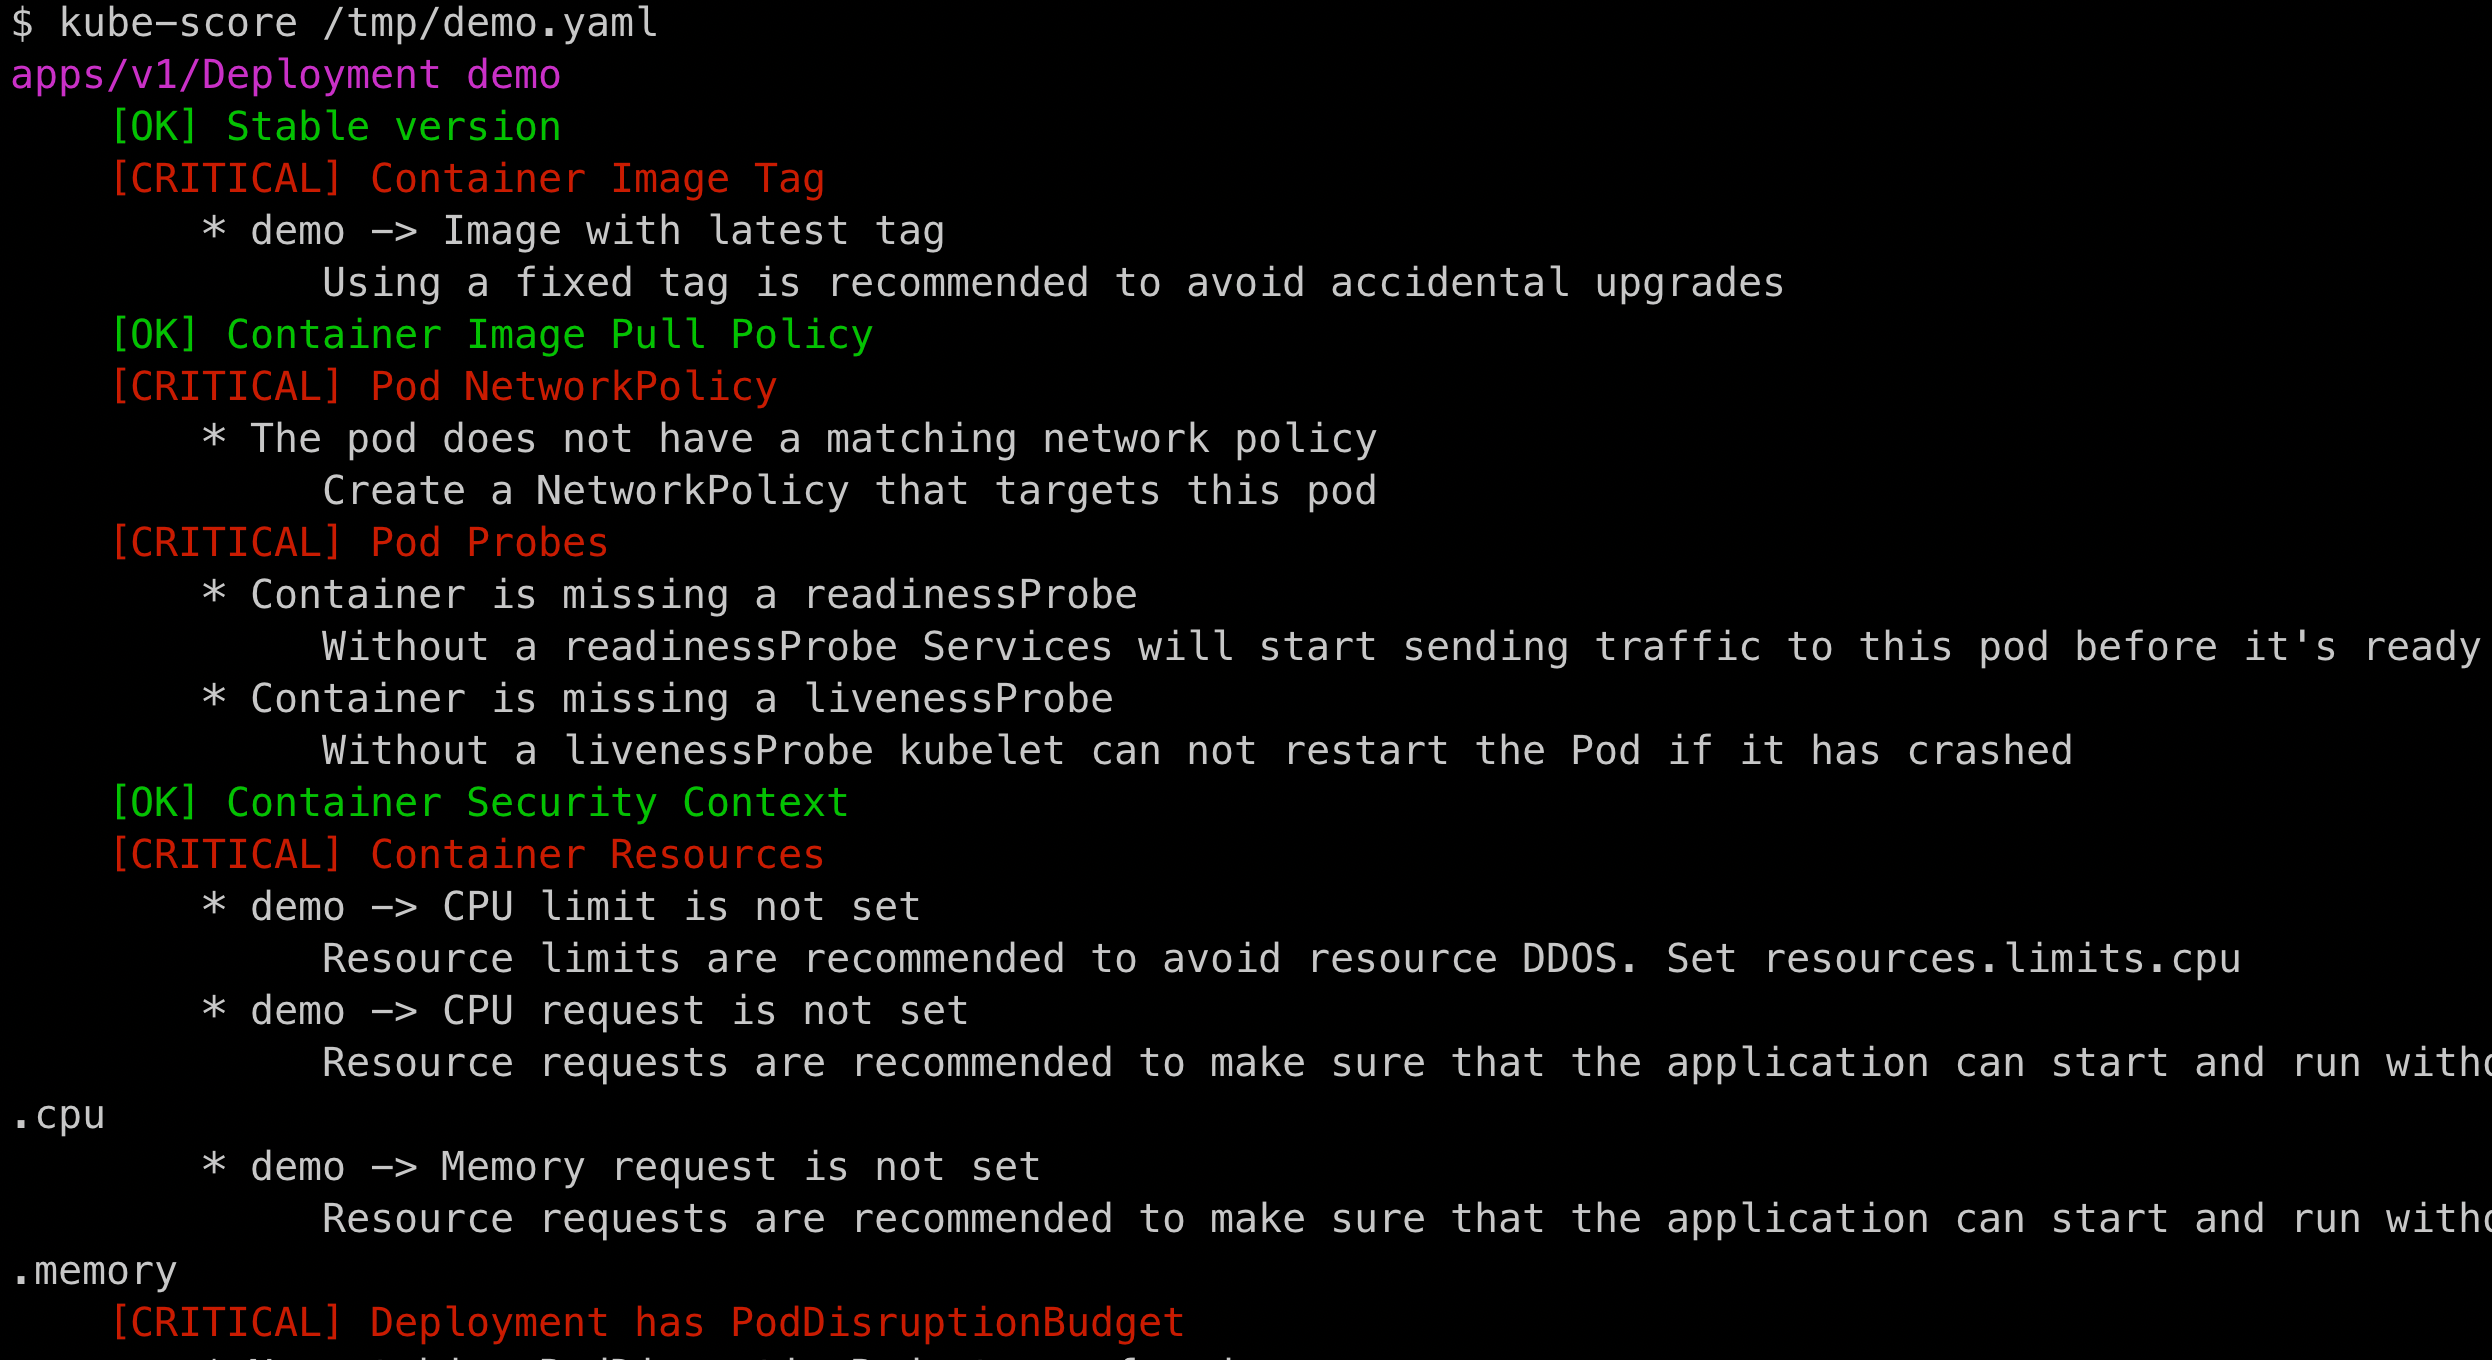 $ kube-score /tmp/demo.yaml
apps/v1/Deployment demo
[OK] Stable version
[CRITICAL] Container Image Tag
* demo -> Image with latest tag
Using a fixed tag is recommended to avoid accidental upgrades
[OK] Container Image Pull Policy
[CRITICAL] Pod NetworkPolicy
* The pod does not have a matching network policy
Create a NetworkPolicy that targets this pod
[CRITICAL] Pod Probes
* Container is missing a readinessProbe
Without a readinessProbe Services will start sending traffic to this pod before it's ready
* Container is missing a livenessProbe
Without a livenessProbe kubelet can not restart the Pod if it has crashed
[OK] Container Security Context
[CRITICAL] Container Resources
* demo -> CPU limit is not set
Resource limits are recommended to avoid resource DDOS. Set resources.limits.cpu
* demo -> CPU request is not set
Resource requests are recommended to make sure that the application can start and run
.cpu
* demo -> Memory request is not set
Resource requests are recommended to make sure that the application can start and run
.memory
[CRITICAL] Deployment has PodDisruptionBudget